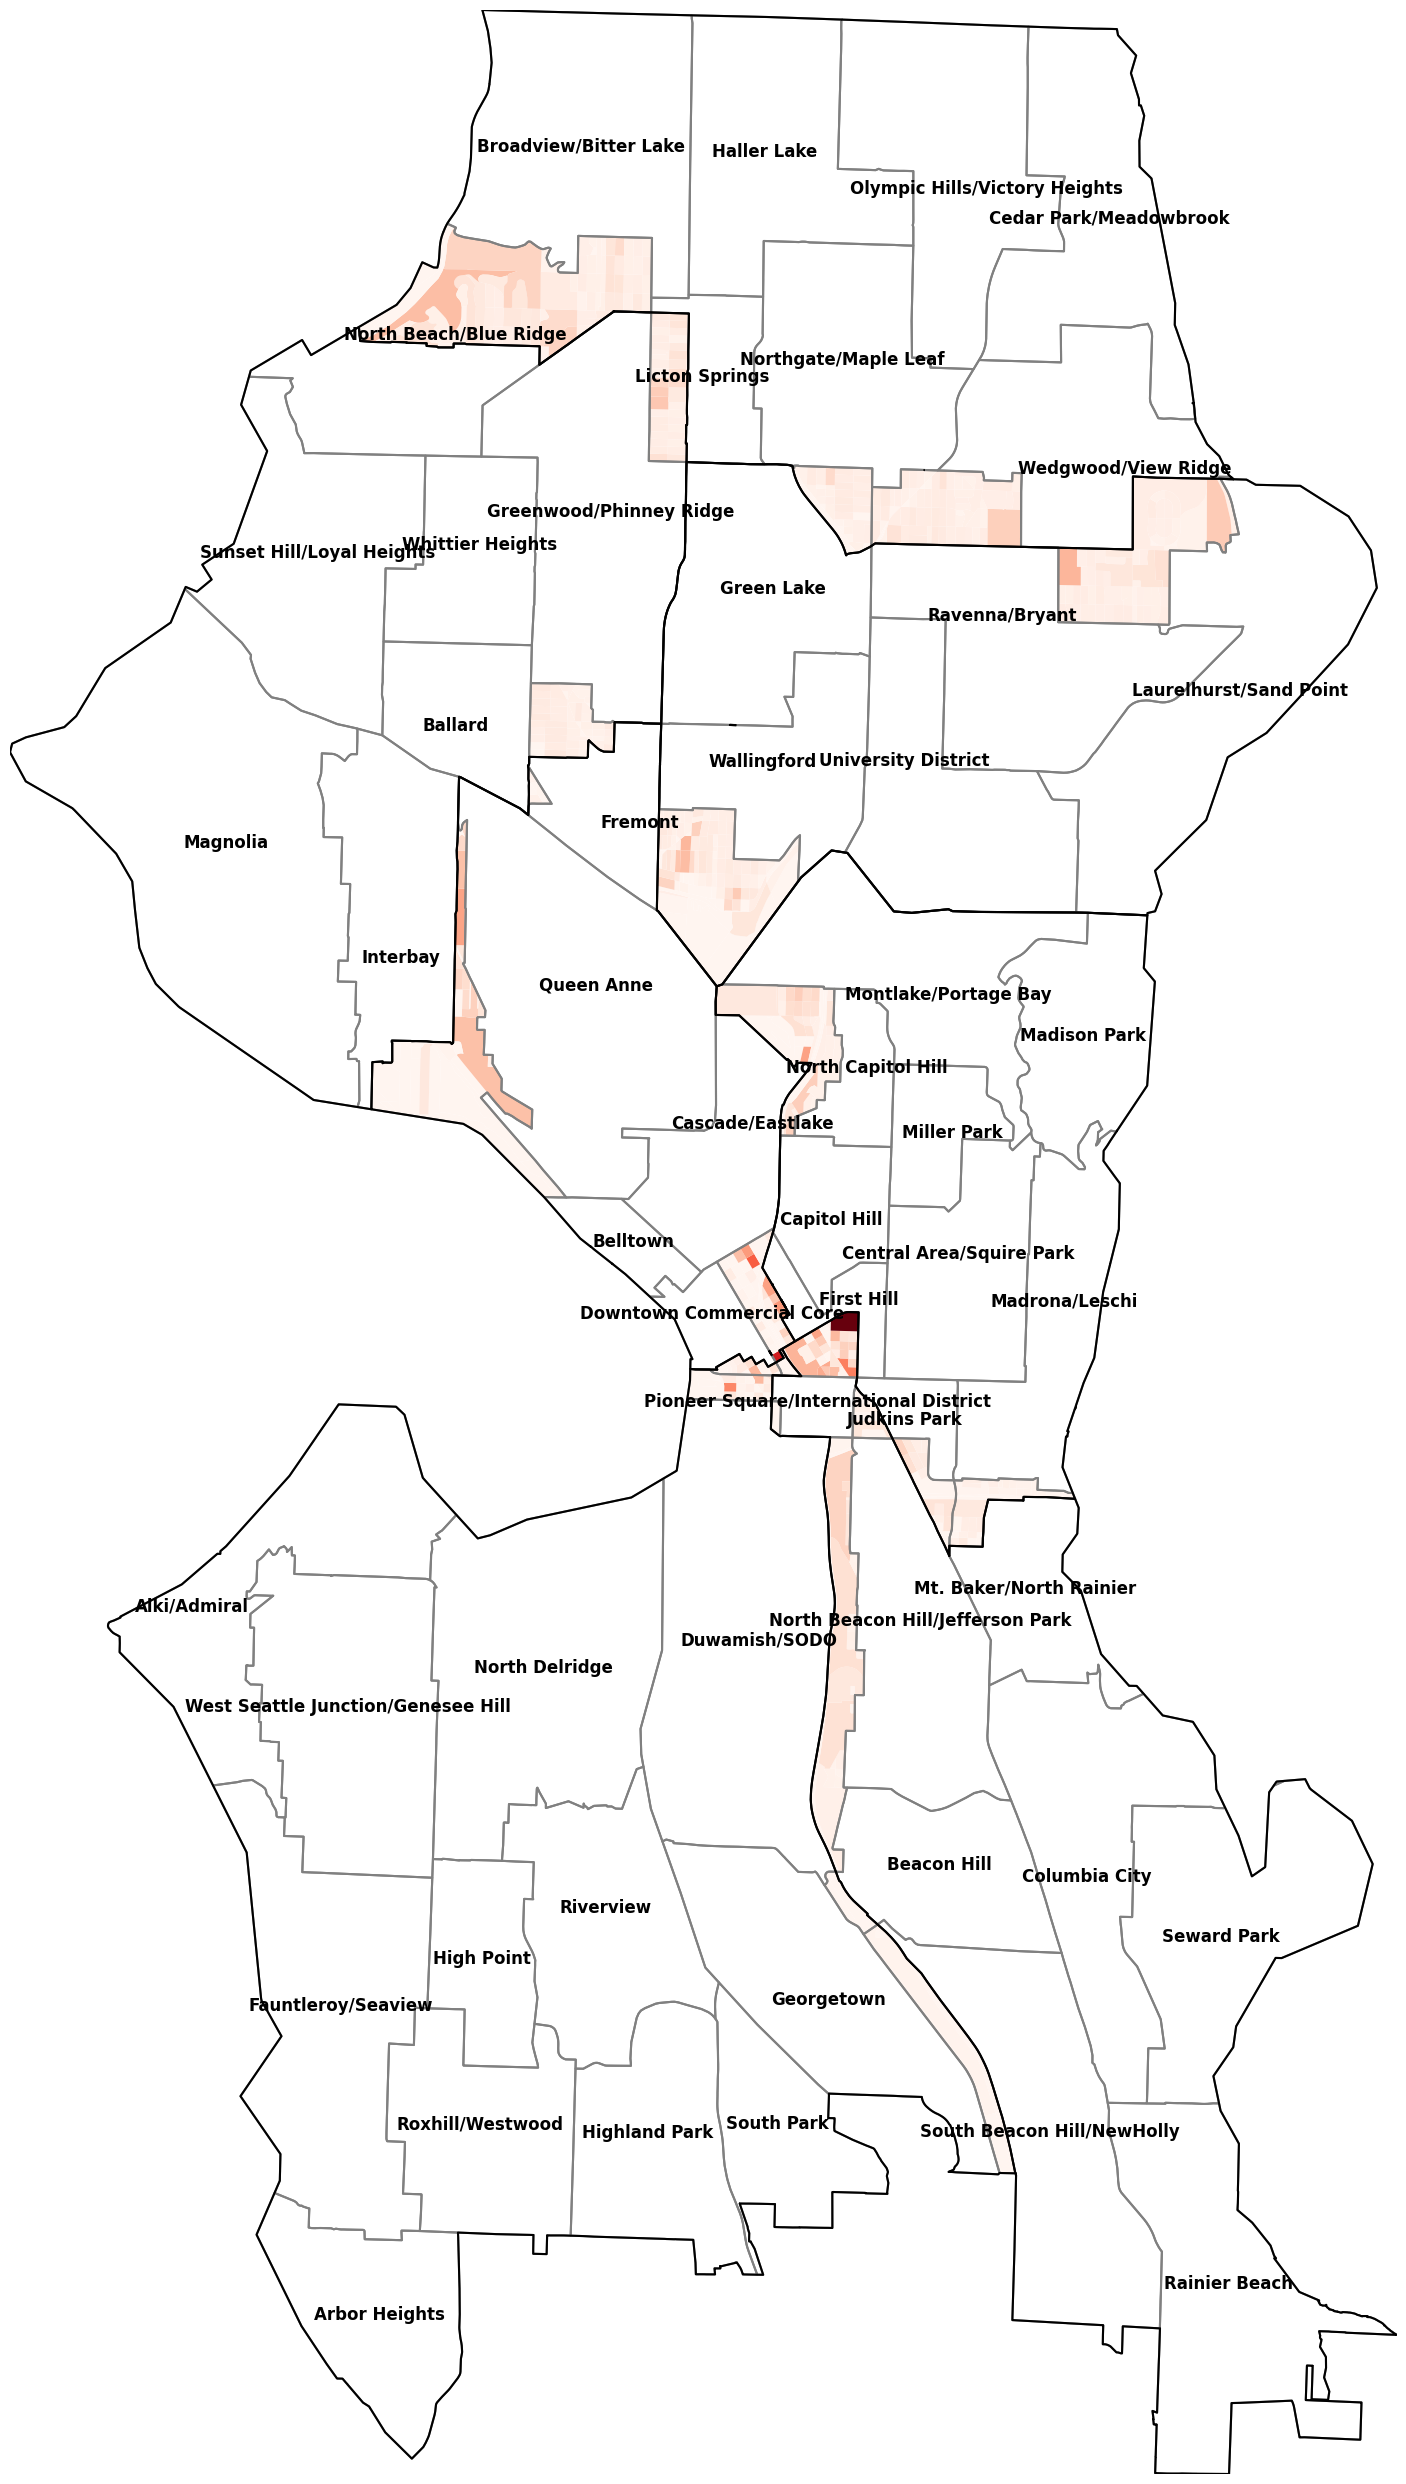 Broadview/Bitter Lake
Haller Lake
Olympic Hills/Victory Heights
Cedar Park/Meadowbrook
North Beach/Blue Ridge
Northgate/Maple Leaf
Licton Springs
Wedgwood/View Ridge
Greenwood/Phinney Ridge
Whittier Heights
Sunset Hill/Loyal Heights
Green Lake
Ravenna/Bryant
Laurelhurst/Sand Point
Ballard
Wallingford
University District
Fremont
Magnolia
Interbay
Queen Anne
Montlake/Portage Bay
Madison Park
North Capitol Hill
Cascade/Eastlake
Miller Park
Capitol Hill
Belltown
Central Area/Squire Park
First Hill
Madrona/Leschi
Downtown Commercial Core
Pioneer Square/International District
Judkins Park
Mt. Baker/North Rainier
Alki/Admiral
North Beacon Hill/Jefferson Park
Duwamish/SODO
North Delridge
West Seattle Junction/Genesee Hill
Beacon Hill
Columbia City
Riverview
Seward Park
High Point
Georgetown
Fauntleroy/Seaview
South Park
Roxhill/Westwood
Highland Park
South Beacon Hill/NewHolly
Rainier Beach
Arbor Heights